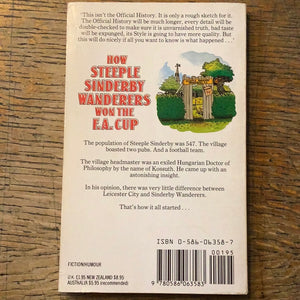 'This isn't the Official History. It is only a rough sketch for it.
The Official History will be much longer, every detail will be
double-checked to make sure it is unvarnished truth, bad taste
will be expunged, its Style is going to have more quality. But
this will do nicely if all you want to know is what happened . . .'
HOW
STEEPLE
SINDERBY
WANDERERS
WON THE
F.A. CUP
The population of Steeple Sinderby was 547. The village
boasted two pubs. And a football team.
The village headmaster was an exiled Hungarian Doctor of
Philosophy by the name of Kossuth. He came up with an
astonishing insight.
In his opinion, there was very little difference between
Leicester City and Sinderby Wanderers.
That's how it all started . . .
ISBN 0-586-06358-7
00195
9 780586 063583
FICTION/HUMOUR
U.K. £1.95 NEW ZEALAND $8.95
AUSTRALIA $5.95 (recommended)